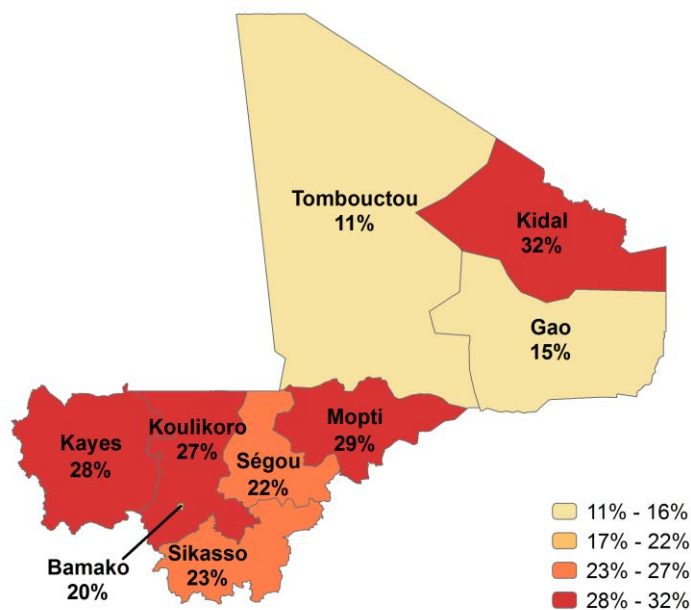 Tombouctou
11%
Kidal
32%
Gao
15%
Mopti
29%
Koulikoro
27%
Kayes
28%
Ségou
22%
Bamako
20%
Sikasso
23%
11% - 16%
17% - 22%
23% - 27%
28% - 32%